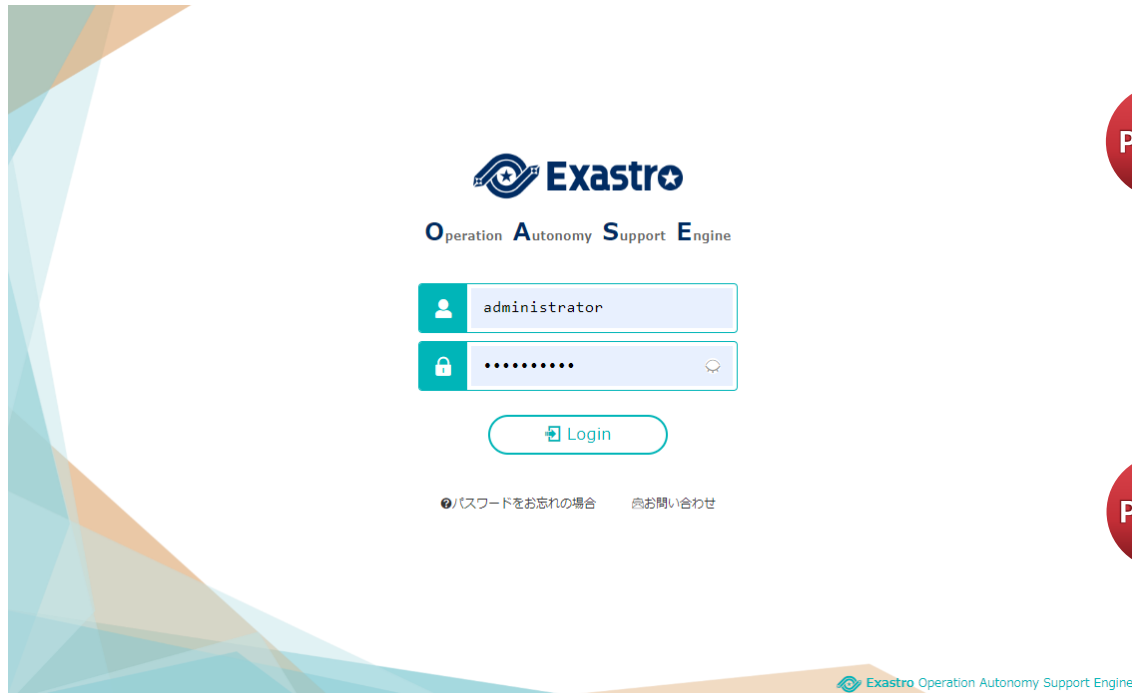 Exastro
Operation Autonomy Support Engine
administrator
••••••••••
Login
パスワードをお忘れの場合 お問い合わせ
P
P
Exastro Operation Autonomy Support Engine